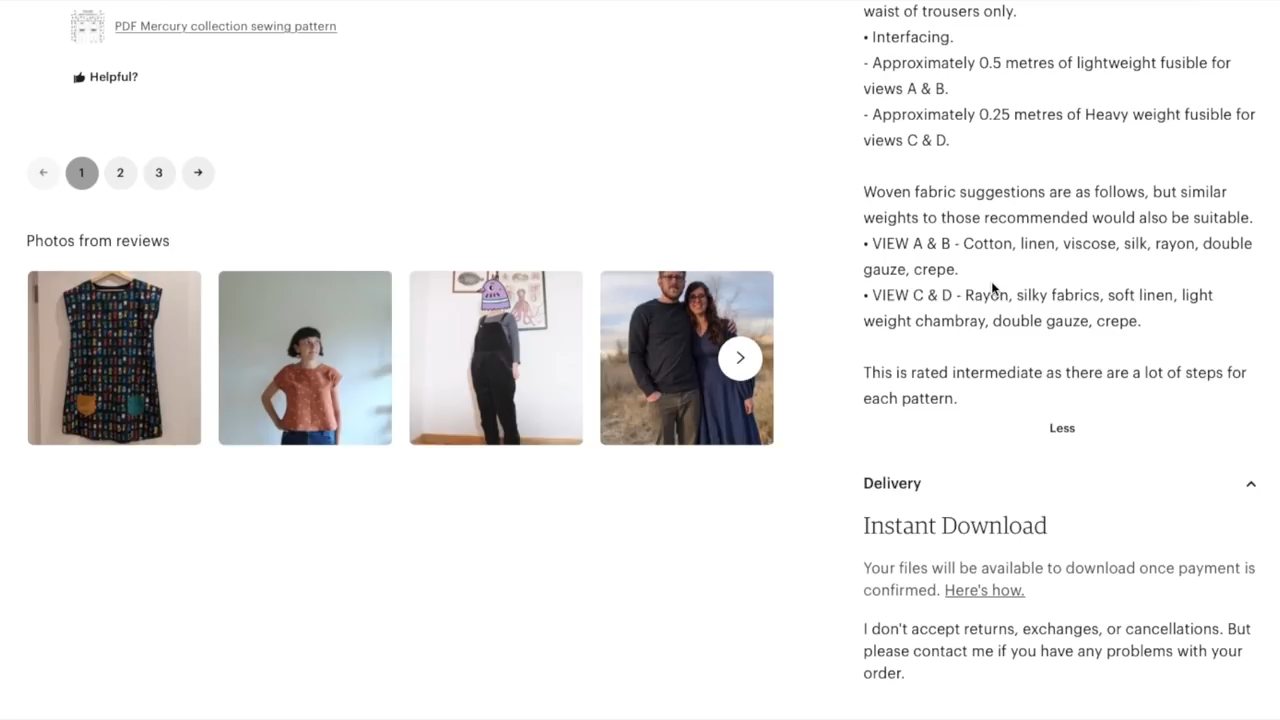 PDF Mercury collection sewing pattern
Helpful?
1 2 3
Photos from reviews
waist of trousers only.
• Interfacing.
- Approximately 0.5 metres of lightweight fusible for
views A & B.
- Approximately 0.25 metres of Heavy weight fusible for
views C & D.
Woven fabric suggestions are as follows, but similar
weights to those recommended would also be suitable.
• VIEW A & B - Cotton, linen, viscose, silk, rayon, double
gauze, crepe.
• VIEW C & D - Rayon, silky fabrics, soft linen, light
weight chambray, double gauze, crepe.
This is rated intermediate as there are a lot of steps for
each pattern.
Less
Delivery
Instant Download
Your files will be available to download once payment is
confirmed. Here's how.
I don't accept returns, exchanges, or cancellations. But
please contact me if you have any problems with your
order.